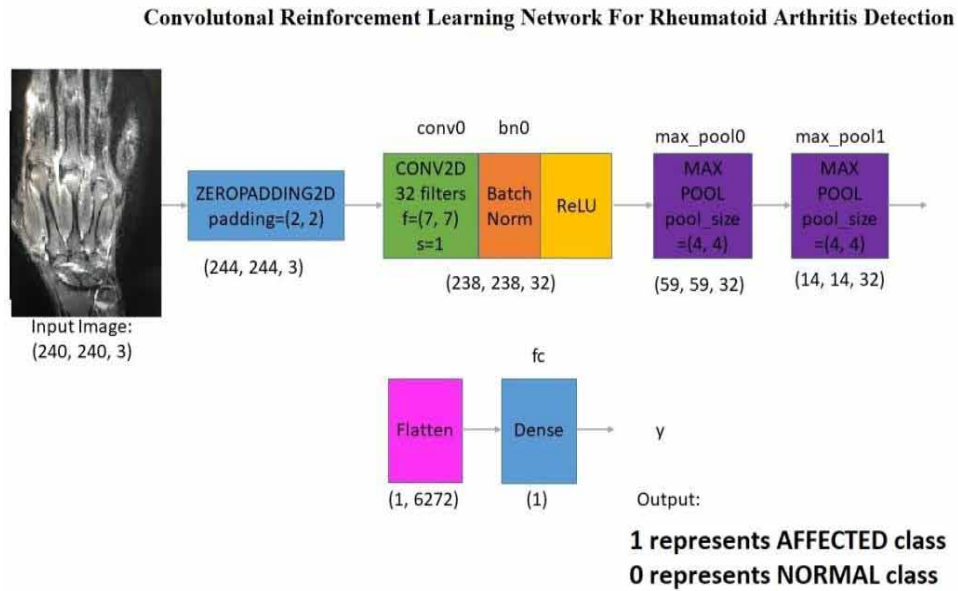 Convolutonal Reinforcement Learning Network For Rheumatoid Arthritis Detection
conv0
bn0
max_pool0
max_pool1
ZEROPADDING2D
padding=(2, 2)
CONV2D
32 filters
f=(7, 7)
s=1
Batch
Norm
ReLU
MAX
POOL
pool_size
=(4, 4)
MAX
POOL
pool_size
=(4, 4)
(244, 244, 3)
(238, 238, 32)
(59, 59, 32)
(14, 14, 32)
Input Image:
(240, 240, 3)
fc
Flatten
Dense
y
(1, 6272)
(1)
Output:
1 represents AFFECTED class
0 represents NORMAL class